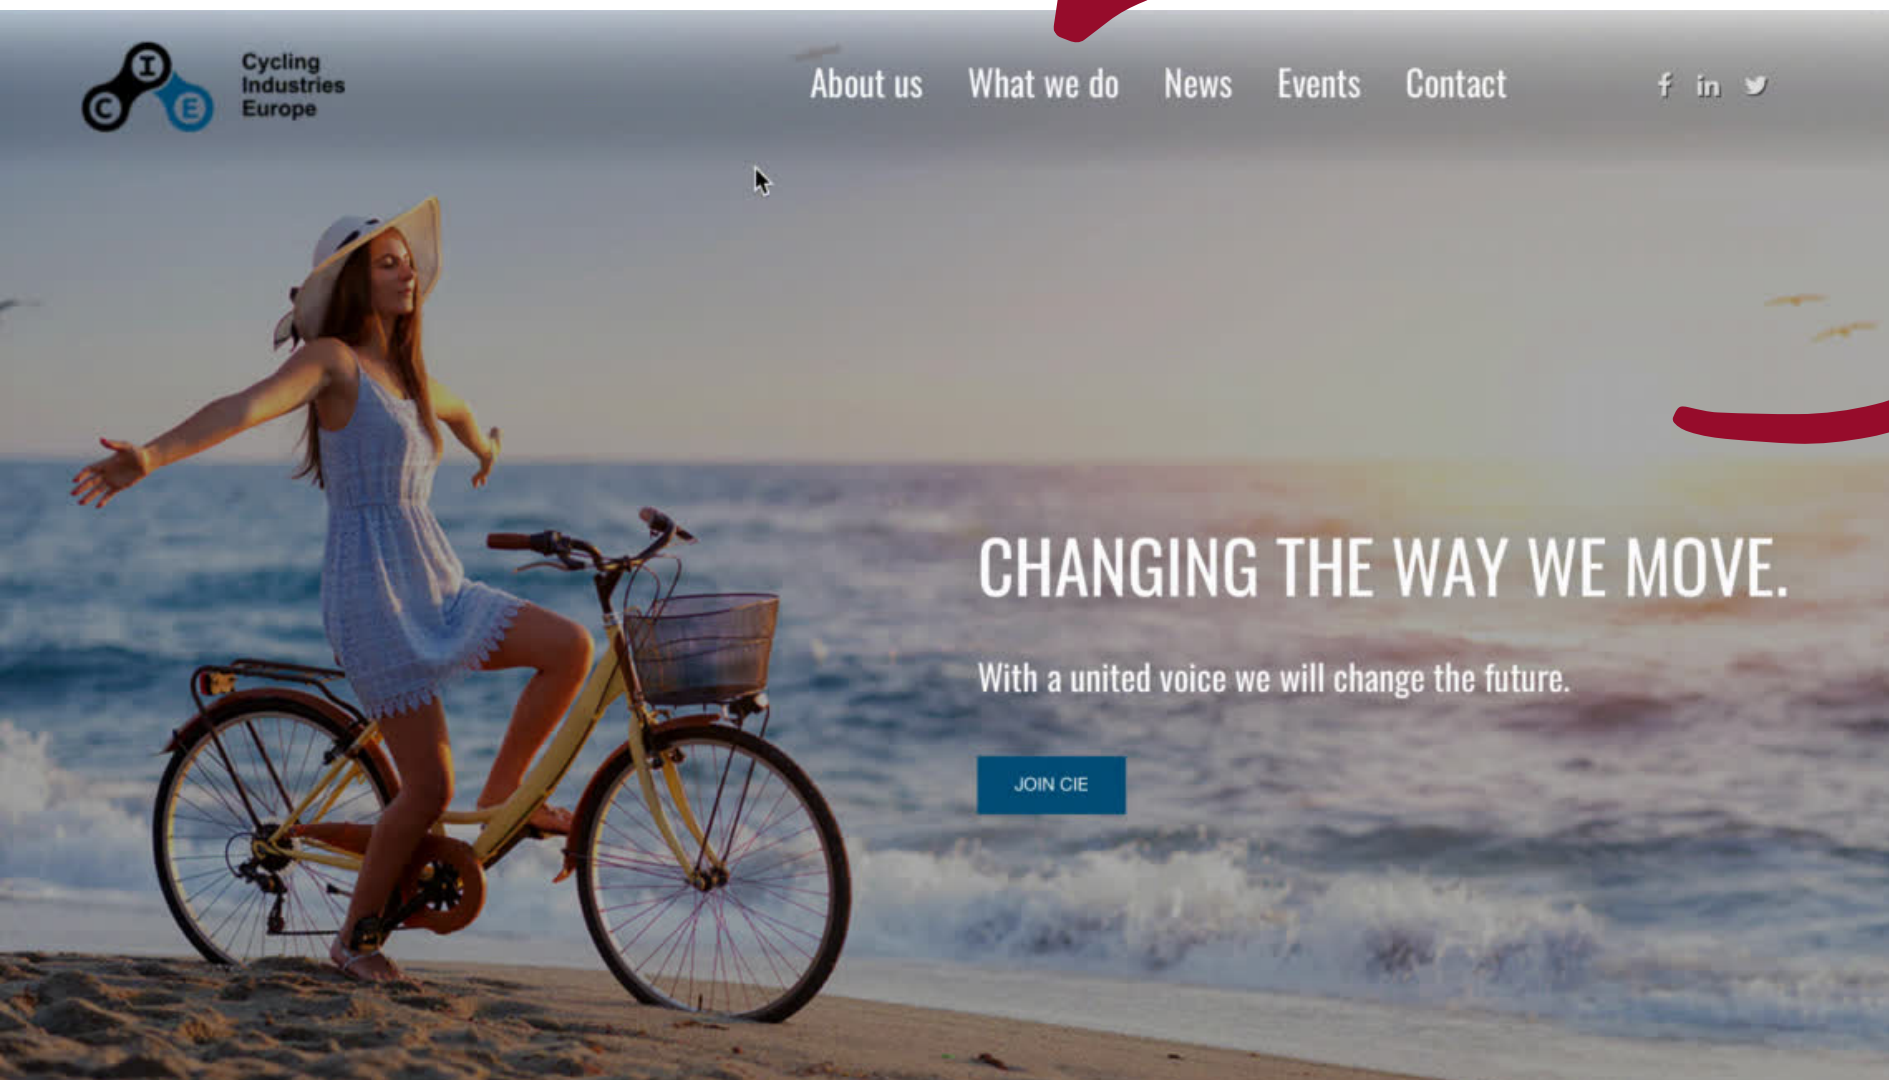 C I E
Cycling
Industries
Europe
About us What we do News Events Contact
f in
CHANGING THE WAY WE MOVE.
With a united voice we will change the future.
JOIN CIE